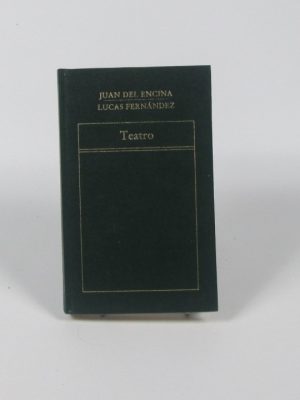 JUAN DEL ENCINA
LUCAS FERNÁNDEZ
Teatro